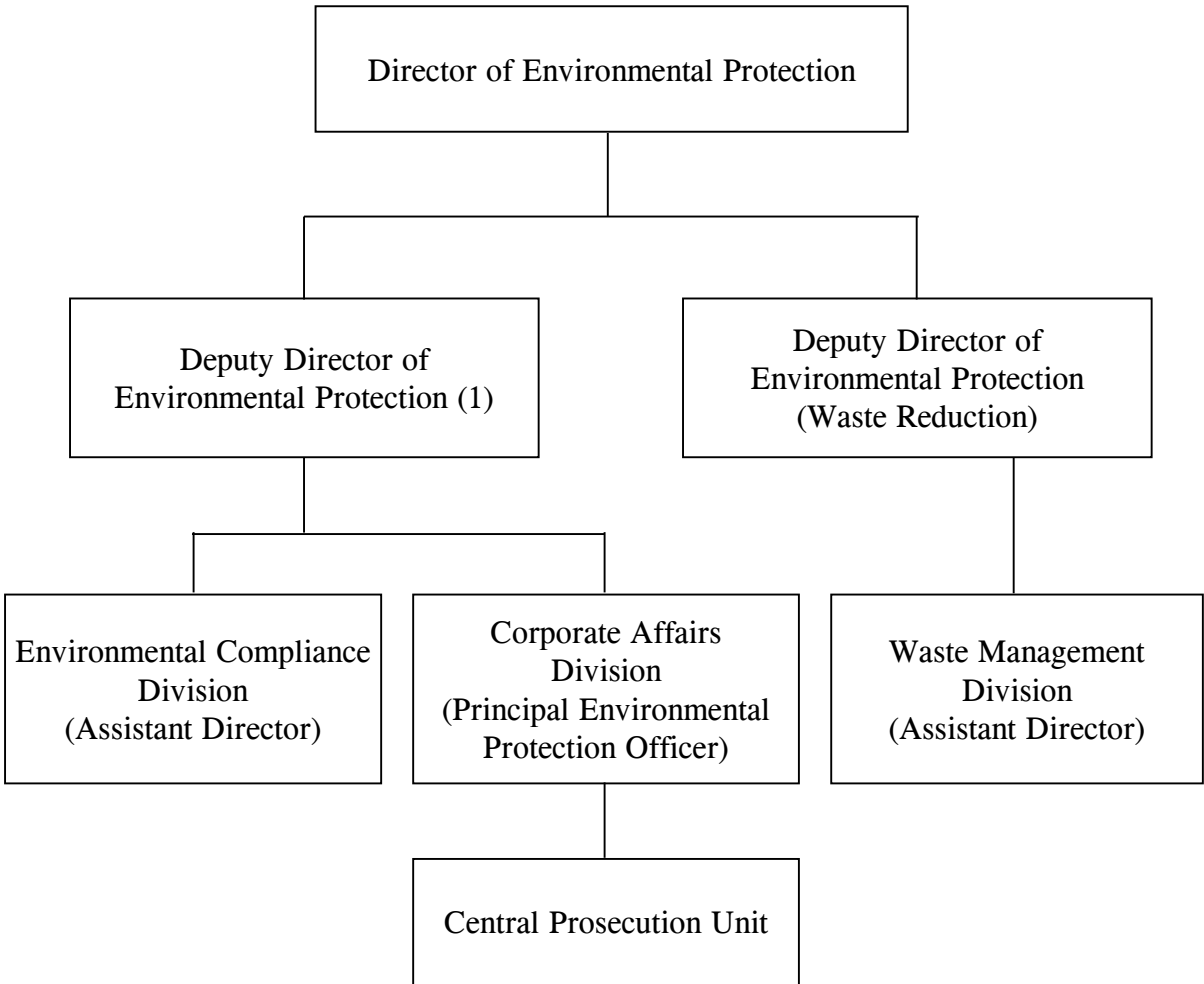 Director of Environmental Protection
Deputy Director of
Environmental Protection (1)
Deputy Director of
Environmental Protection
(Waste Reduction)
Environmental Compliance
Division
(Assistant Director)
Corporate Affairs
Division
(Principal Environmental
Protection Officer)
Waste Management
Division
(Assistant Director)
Central Prosecution Unit